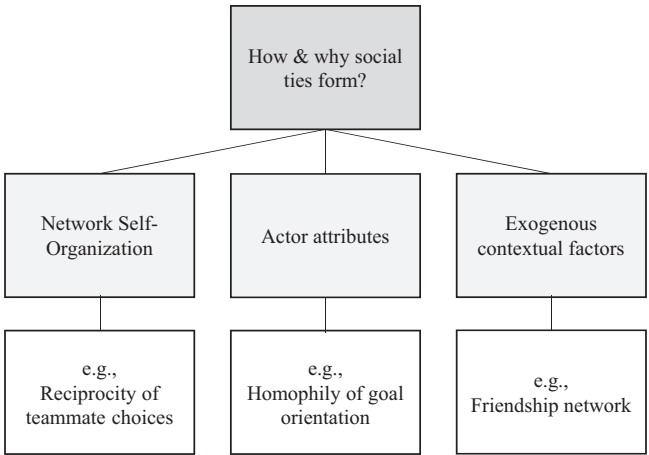 How & why social
ties form?
Network Self-
Organization
Actor attributes
Exogenous
contextual factors
e.g.,
Reciprocity of
teammate choices
e.g.,
Homophily of goal
orientation
e.g.,
Friendship network